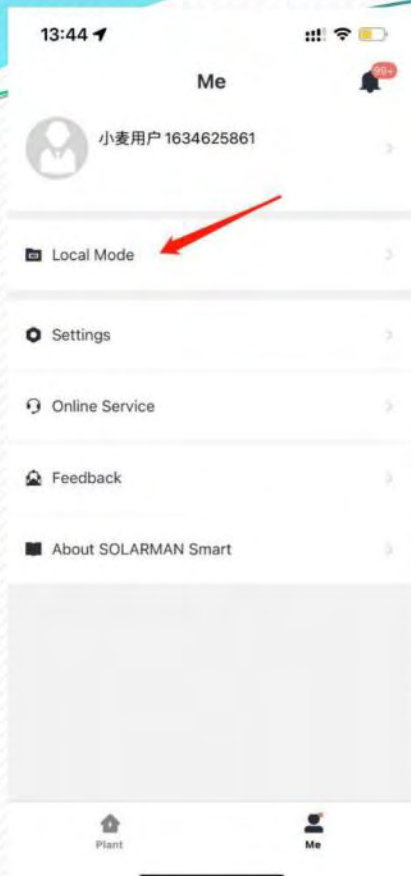 13:44
Me
99+
小麦用户 1634625861
Local Mode
Settings
Online Service
Feedback
About SOLARMAN Smart
Plant
Me